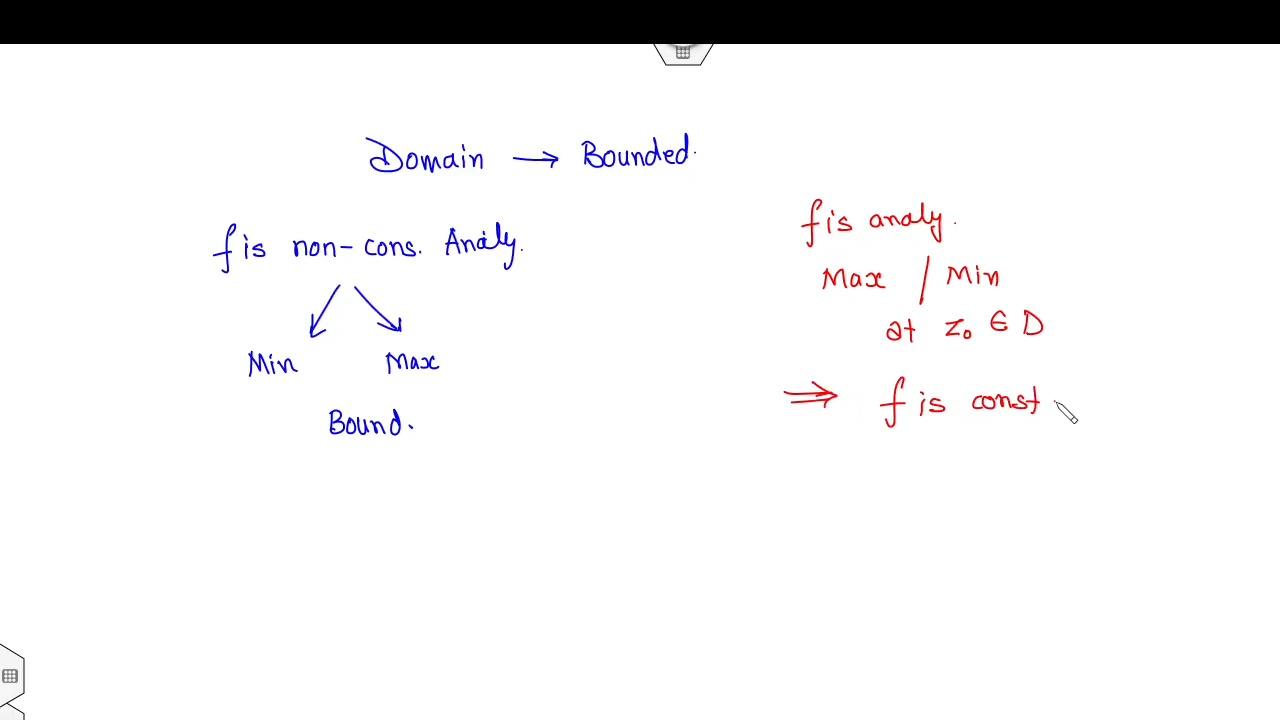 Domain → Bounded.
f is non-cons. Analy.
Min Max
Bound.
f is analy.
Max / Min
at z₀ ∈ D
⇒ f is const